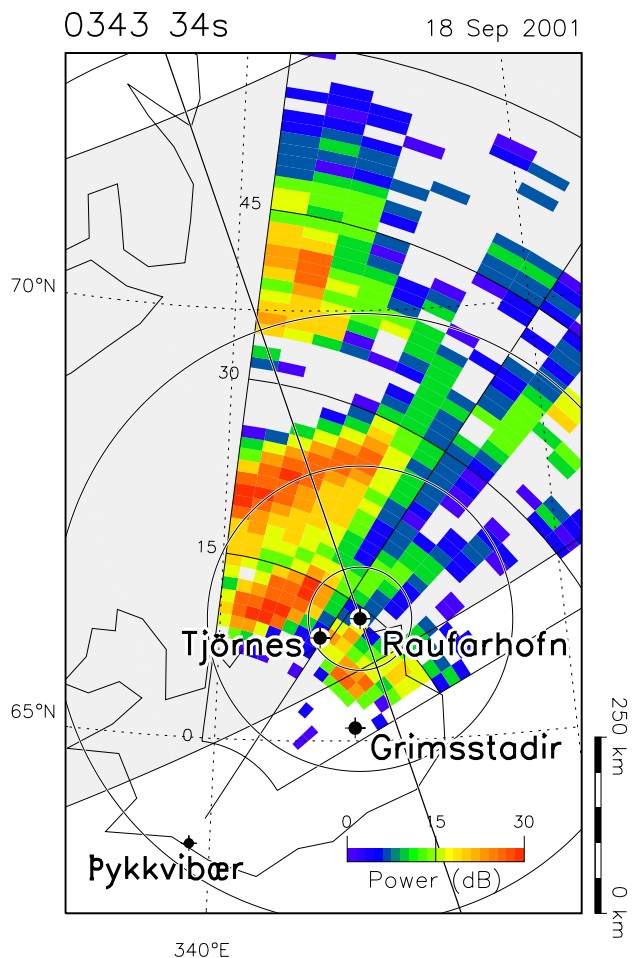 0343 34s
18 Sep 2001
45
70°N
30
15
Tjörnes
Raufarhofn
65°N
0
Grimsstadir
250 km
0 km
0 15 30
Power (dB)
Þykkvibær
340°E